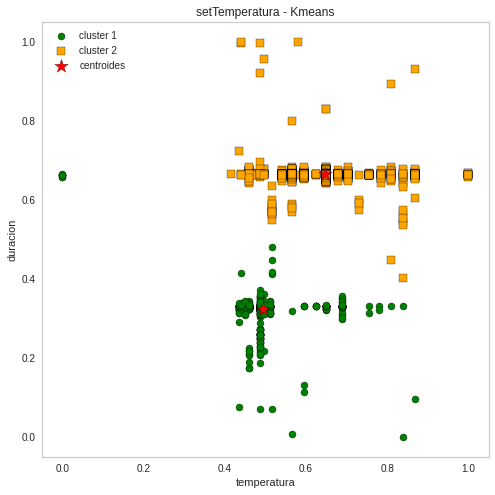 setTemperatura - Kmeans
cluster 1
cluster 2
centroides
1.0
0.8
0.6
0.4
0.2
0.0
duracion
0.0 0.2 0.4 0.6 0.8 1.0
temperatura